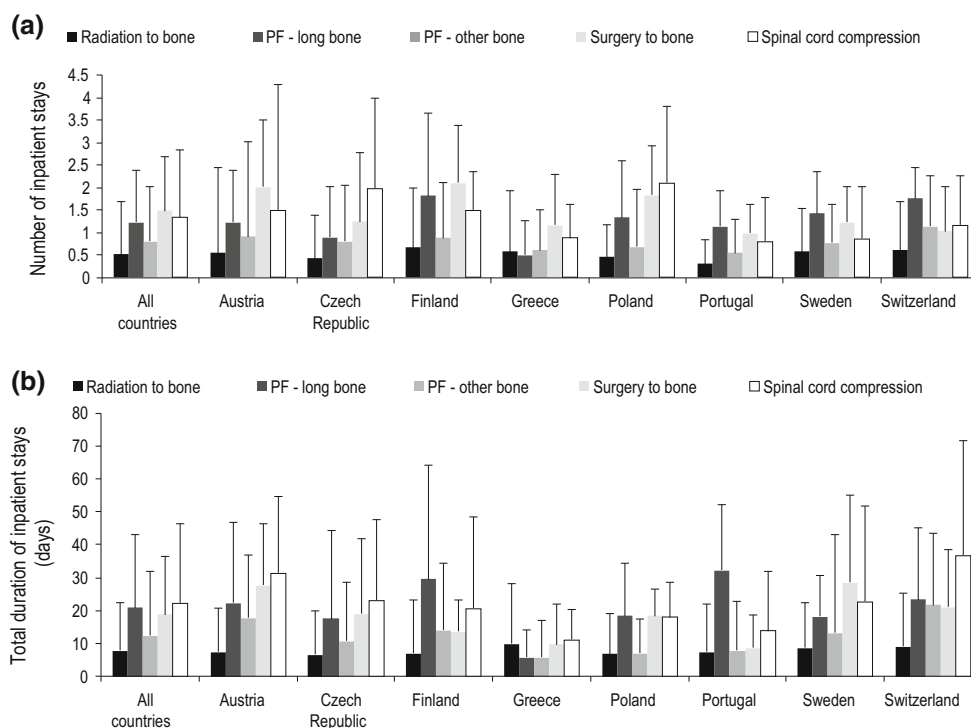 (a)
Radiation to bone PF - long bone PF - other bone Surgery to bone Spinal cord compression
Number of inpatient stays
4.5
4
3.5
3
2.5
2
1.5
1
0.5
0
All countries Austria Czech Republic Finland Greece Poland Portugal Sweden Switzerland
(b)
Radiation to bone PF - long bone PF - other bone Surgery to bone Spinal cord compression
Total duration of inpatient stays
(days)
80
70
60
50
40
30
20
10
0
All countries Austria Czech Republic Finland Greece Poland Portugal Sweden Switzerland